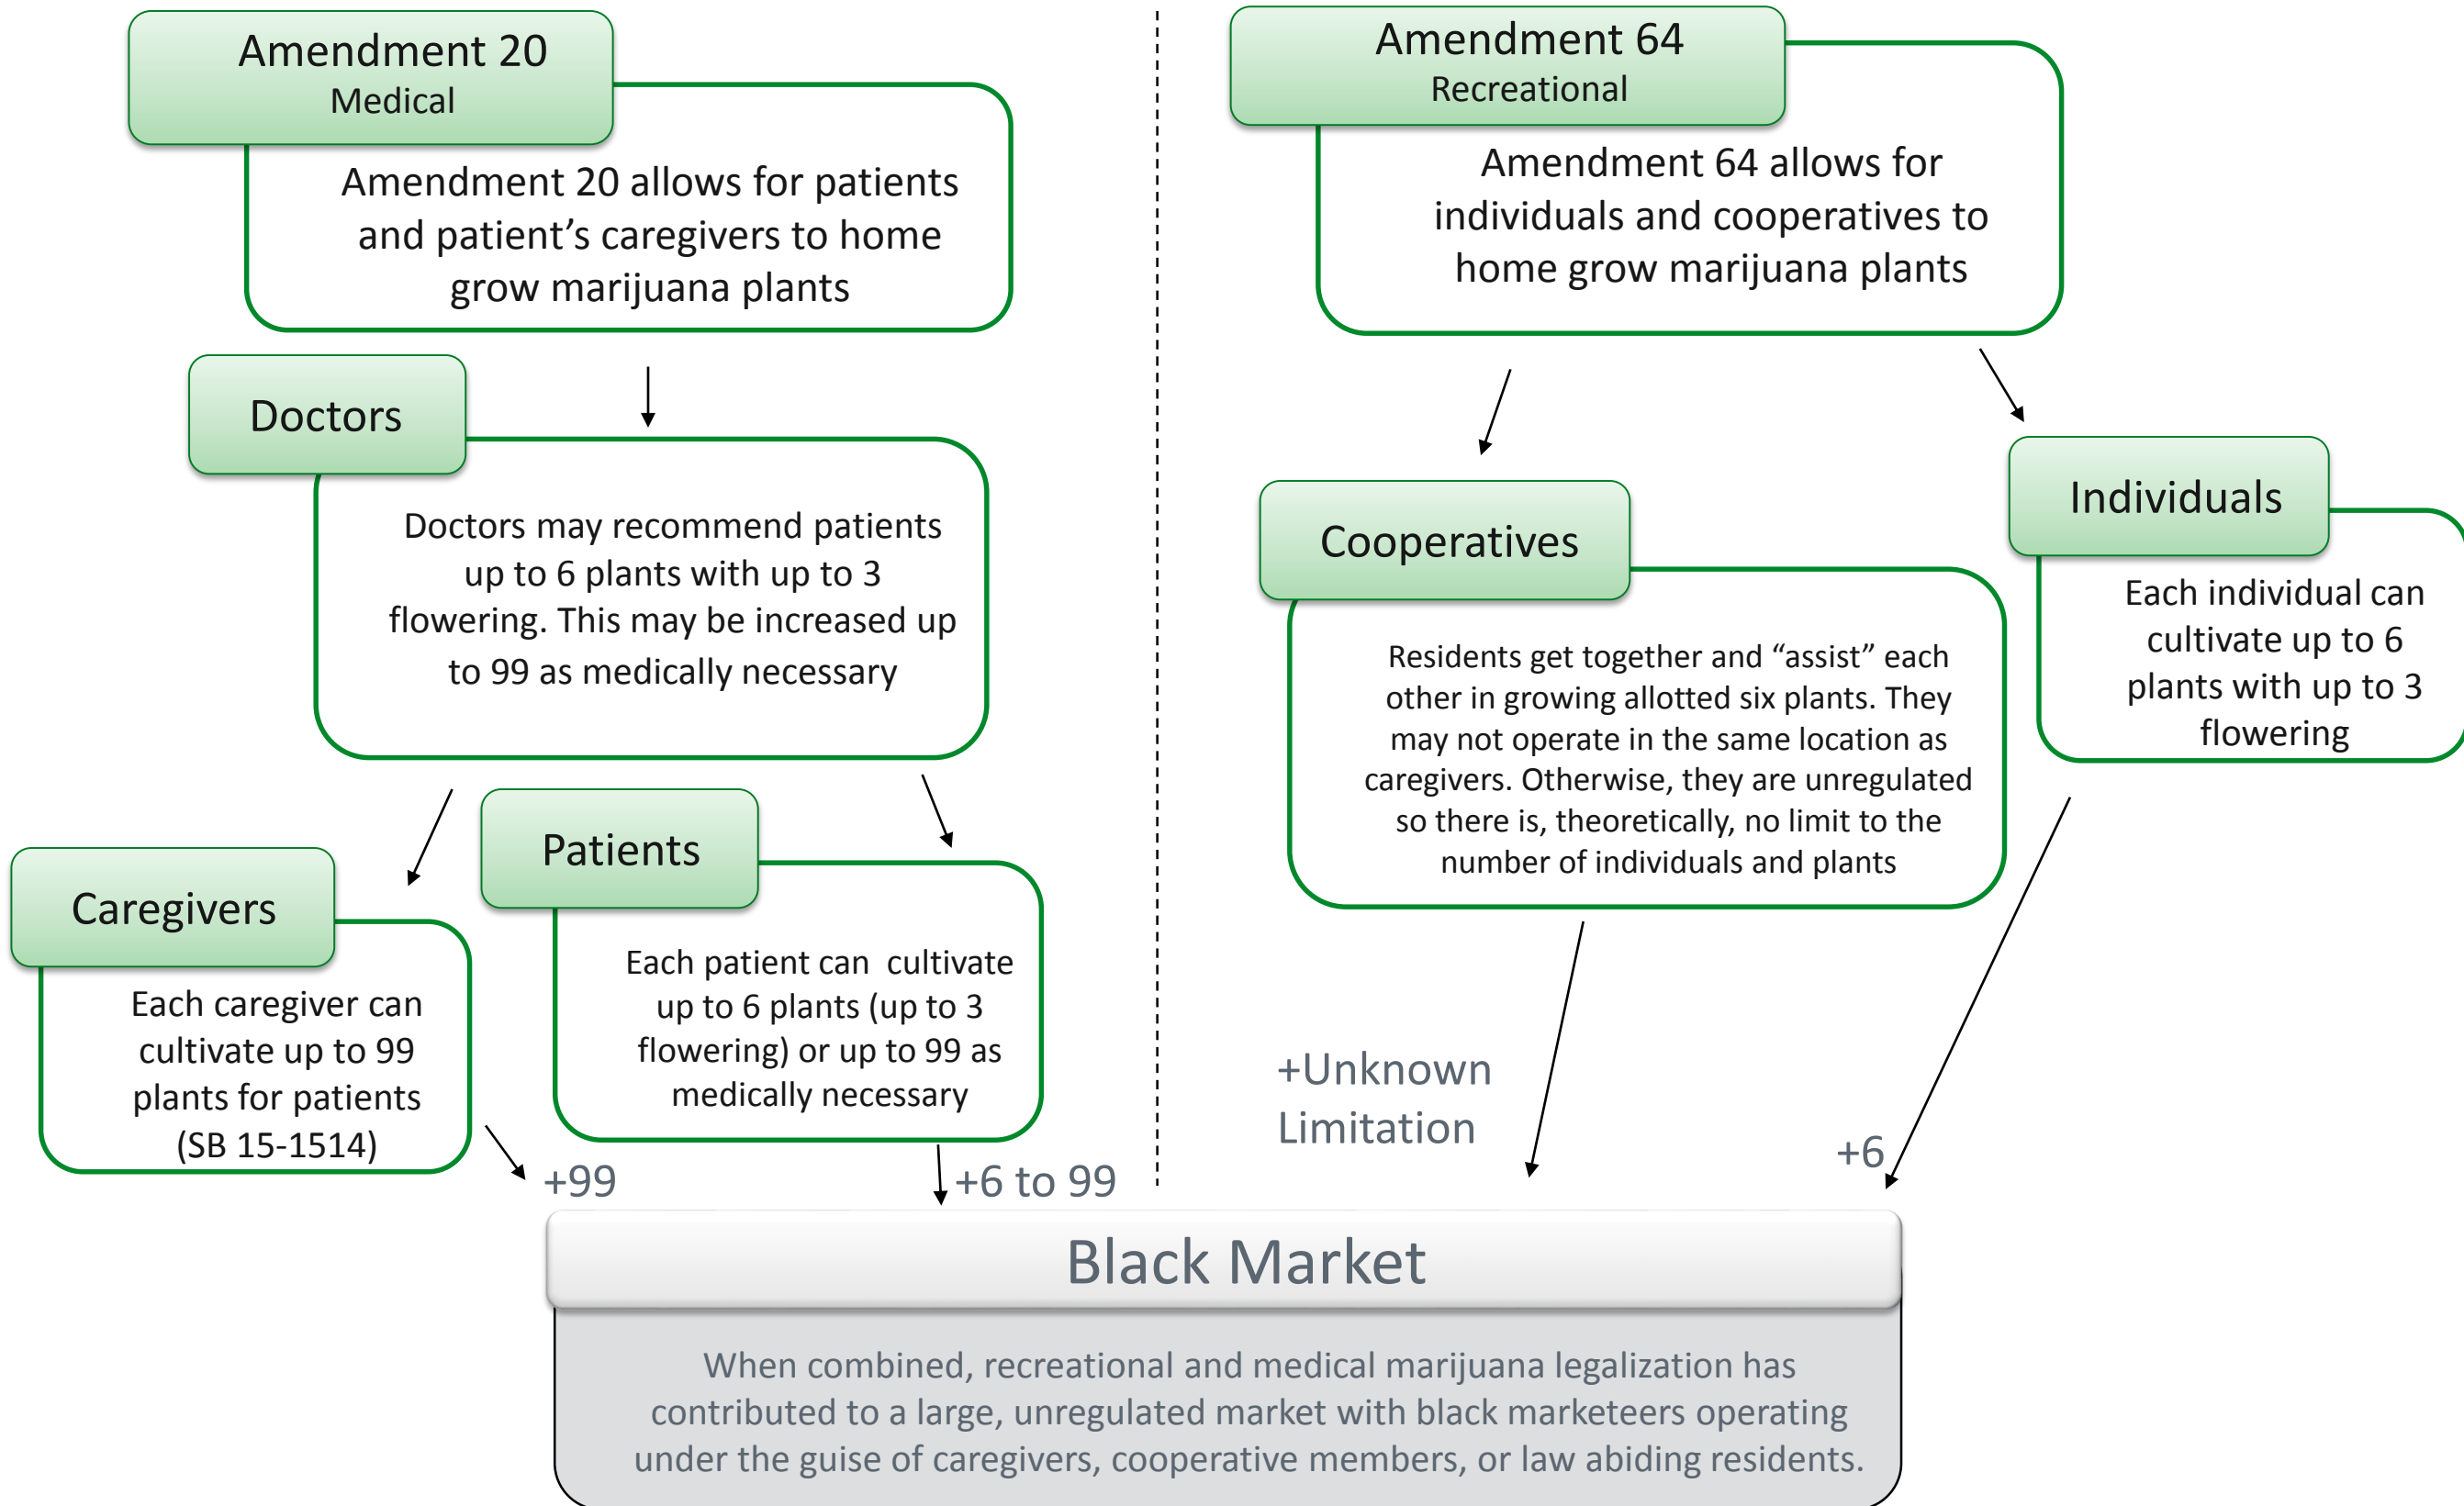 Amendment 20
Medical
Amendment 20 allows for patients
and patient’s caregivers to home
grow marijuana plants
Doctors
Doctors may recommend patients
up to 6 plants with up to 3
flowering. This may be increased up
to 99 as medically necessary
Caregivers
Each caregiver can
cultivate up to 99
plants for patients
(SB 15-1514)
+99
Patients
Each patient can  cultivate
up to 6 plants (up to 3
flowering) or up to 99 as
medically necessary
+6 to 99
Amendment 64
Recreational
Amendment 64 allows for
individuals and cooperatives to
home grow marijuana plants
Cooperatives
Residents get together and “assist” each
other in growing allotted six plants. They
may not operate in the same location as
caregivers. Otherwise, they are unregulated
so there is, theoretically, no limit to the
number of individuals and plants
+Unknown
Limitation
Individuals
Each individual can
cultivate up to 6
plants with up to 3
flowering
+6
Black Market
When combined, recreational and medical marijuana legalization has
contributed to a large, unregulated market with black marketeers operating
under the guise of caregivers, cooperative members, or law abiding residents.